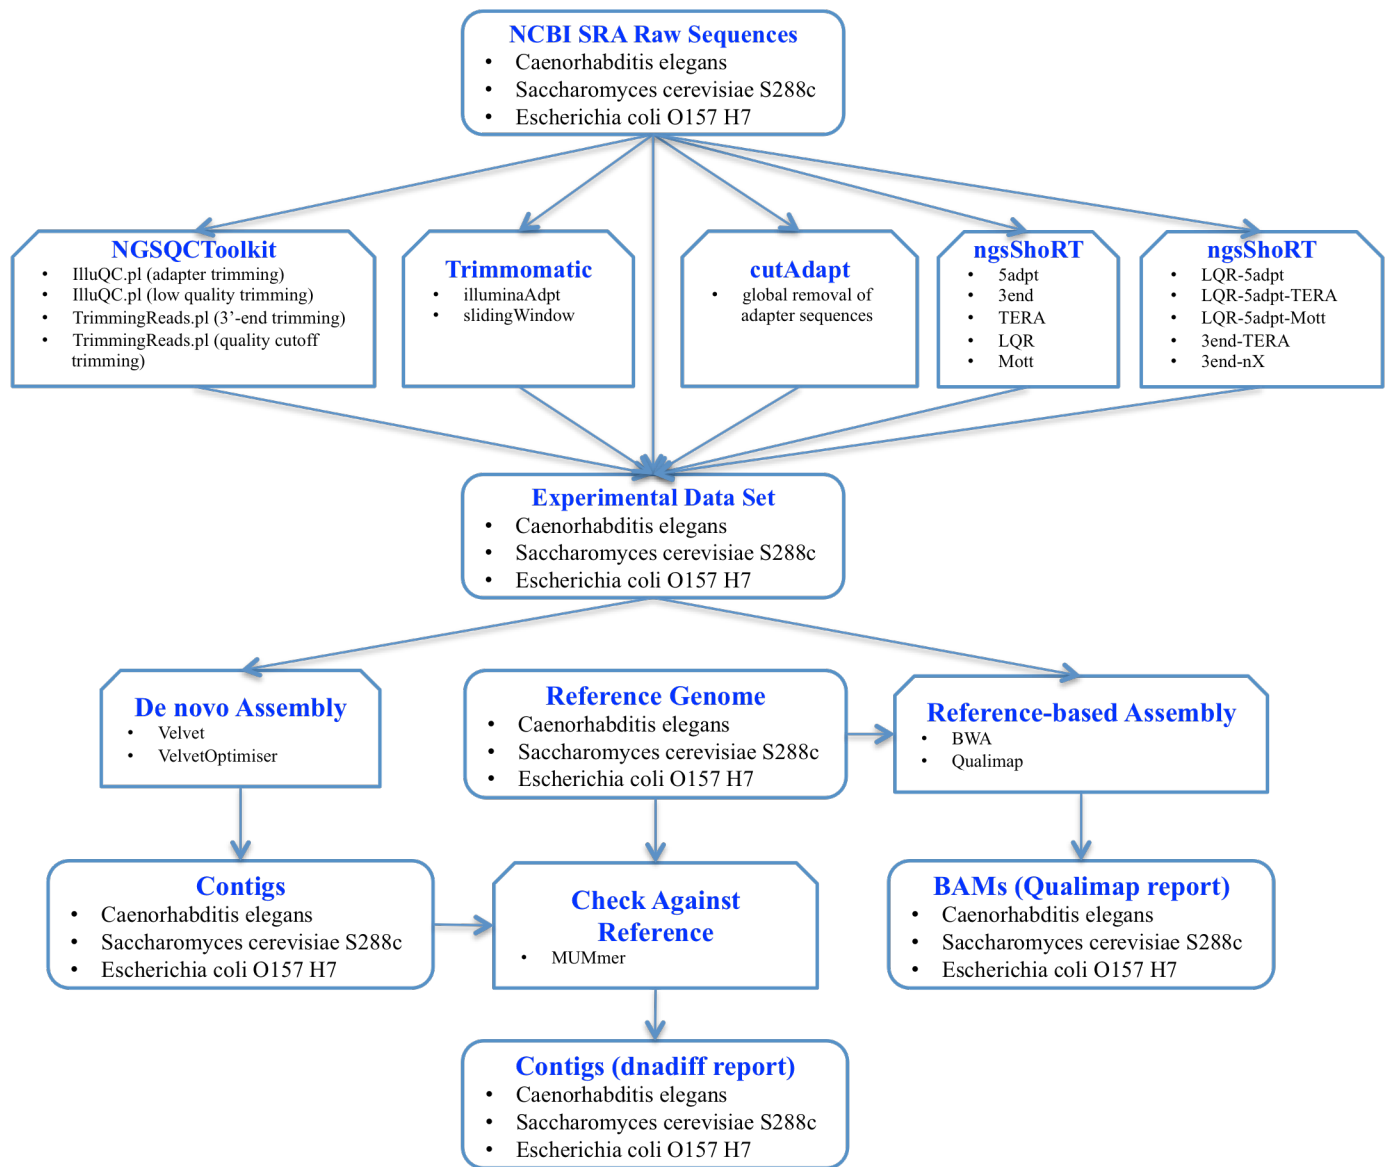 NCBI SRA Raw Sequences
• Caenorhabditis elegans
• Saccharomyces cerevisiae S288c
• Escherichia coli O157 H7
NGSQCToolkit
• IlluQC.pl (adapter trimming)
• IlluQC.pl (low quality trimming)
• TrimmingReads.pl (3’-end trimming)
• TrimmingReads.pl (quality cutoff
trimming)
Trimmomatic
• illuminaAdpt
• slidingWindow
cutAdapt
• global removal of
adapter sequences
ngsShoRT
• 5adpt
• 3end
• TERA
• LQR
• Mott
ngsShoRT
• LQR-5adpt
• LQR-5adpt-TERA
• LQR-5adpt-Mott
• 3end-TERA
• 3end-nX
Experimental Data Set
• Caenorhabditis elegans
• Saccharomyces cerevisiae S288c
• Escherichia coli O157 H7
De novo Assembly
• Velvet
• VelvetOptimiser
Reference Genome
• Caenorhabditis elegans
• Saccharomyces cerevisiae S288c
• Escherichia coli O157 H7
Reference-based Assembly
• BWA
• Qualimap
Contigs
• Caenorhabditis elegans
• Saccharomyces cerevisiae S288c
• Escherichia coli O157 H7
Check Against
Reference
• MUMmer
BAMs (Qualimap report)
• Caenorhabditis elegans
• Saccharomyces cerevisiae S288c
• Escherichia coli O157 H7
Contigs (dnadiff report)
• Caenorhabditis elegans
• Saccharomyces cerevisiae S288c
• Escherichia coli O157 H7